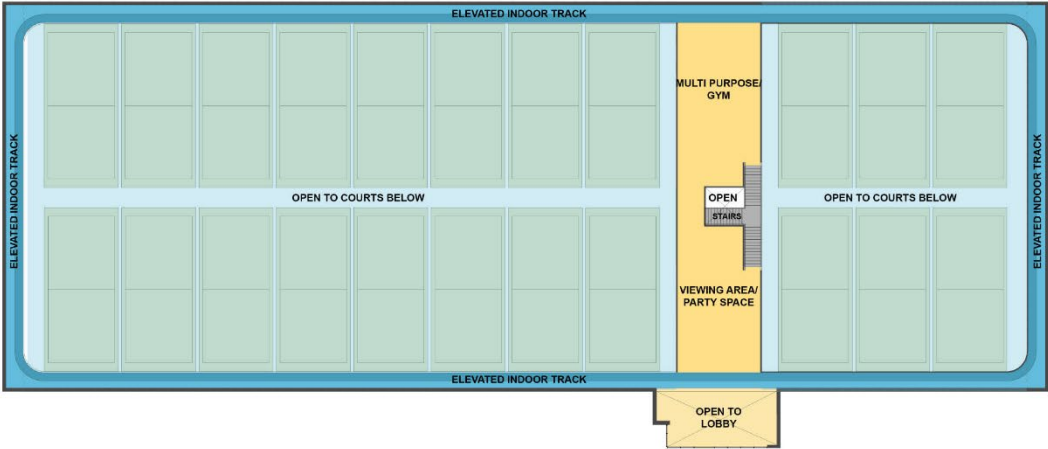 ELEVATED INDOOR TRACK
MULTI PURPOSE/
GYM
ELEVATED INDOOR TRACK
OPEN TO COURTS BELOW
OPEN
STAIRS
OPEN TO COURTS BELOW
ELEVATED INDOOR TRACK
VIEWING AREA/
PARTY SPACE
ELEVATED INDOOR TRACK
OPEN TO
LOBBY